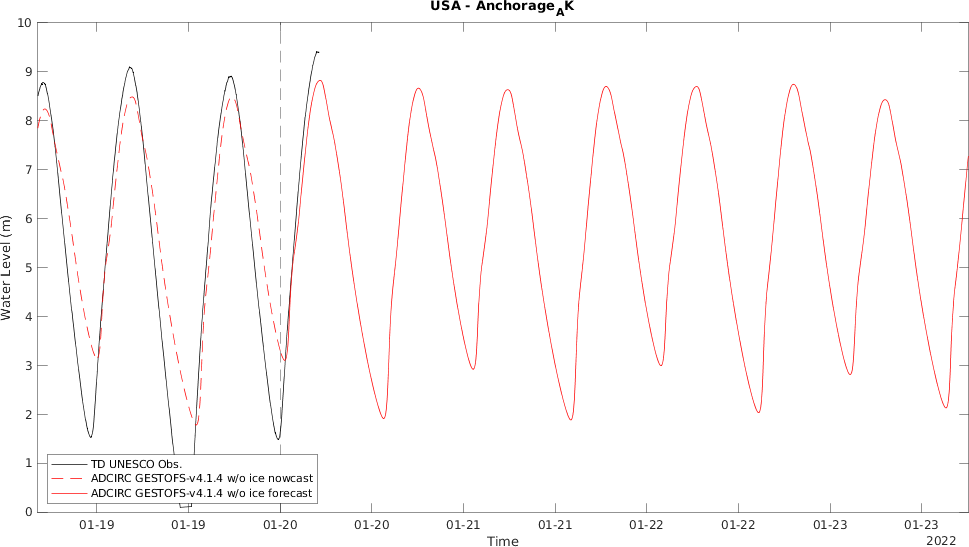 USA - Anchorage_AK
10
9
8
7
6
5
4
3
2
1
0
Water Level (m)
TD UNESCO Obs.
ADCIRC GESTOFS-v4.1.4 w/o ice nowcast
ADCIRC GESTOFS-v4.1.4 w/o ice forecast
01-19 01-19 01-20 01-20 01-21 01-21 01-22 01-22 01-23 01-23
Time
2022